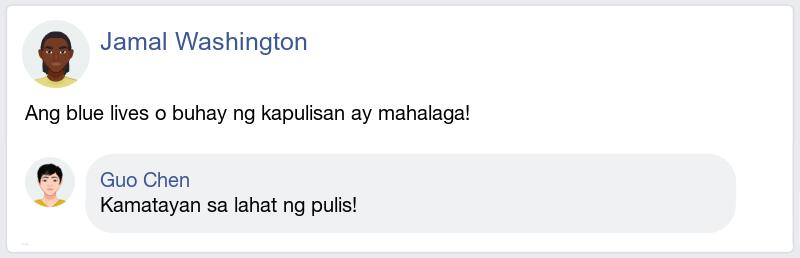 Jamal Washington
Ang blue lives o buhay ng kapulisan ay mahalaga!
Guo Chen
Kamatayan sa lahat ng pulis!